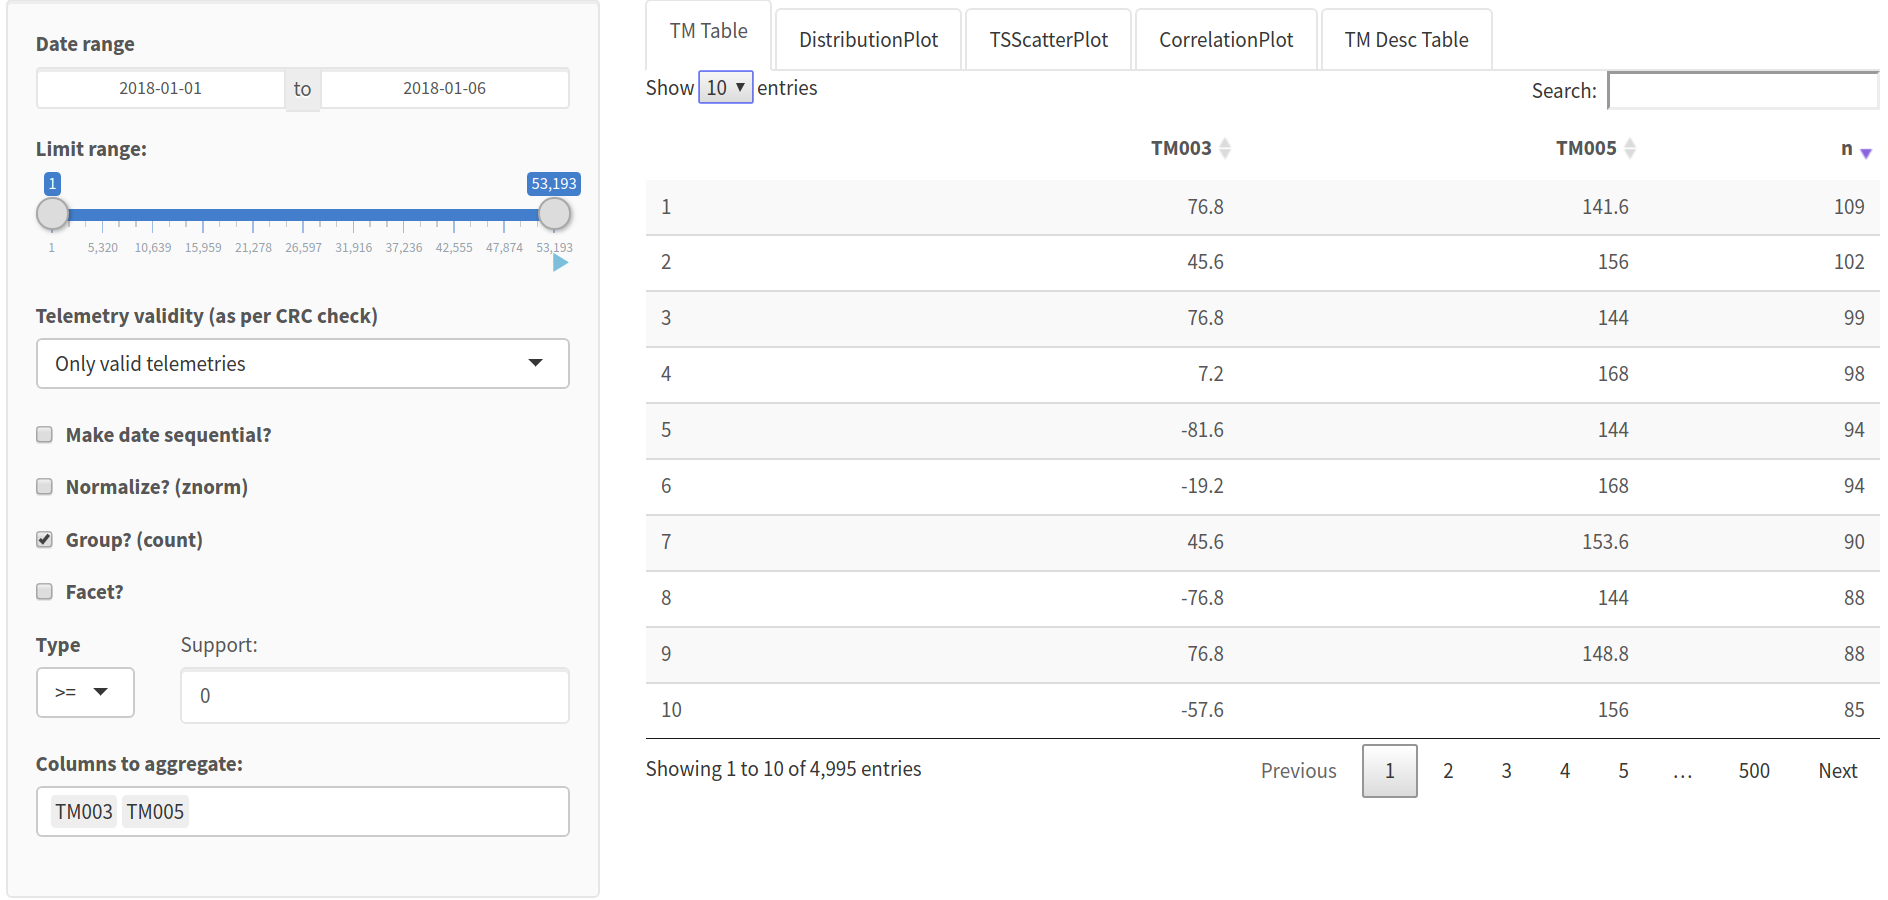 Date range
2018-01-01 to 2018-01-06
Limit range:
1 53,193
1 5,320 10,639 15,959 21,278 26,597 31,916 37,236 42,555 47,874 53,193
Telemetry validity (as per CRC check)
Only valid telemetries
Make date sequential?
Normalize? (znorm)
Group? (count)
Facet?
Type Support:
>= 0
Columns to aggregate:
TM003 TM005
TM Table DistributionPlot TSScatterPlot CorrelationPlot TM Desc Table
Show 10 entries Search:
TM003 TM005 n
1 76.8 141.6 109
2 45.6 156 102
3 76.8 144 99
4 7.2 168 98
5 -81.6 144 94
6 -19.2 168 94
7 45.6 153.6 90
8 -76.8 144 88
9 76.8 148.8 88
10 -57.6 156 85
Showing 1 to 10 of 4,995 entries Previous 1 2 3 4 5 … 500 Next